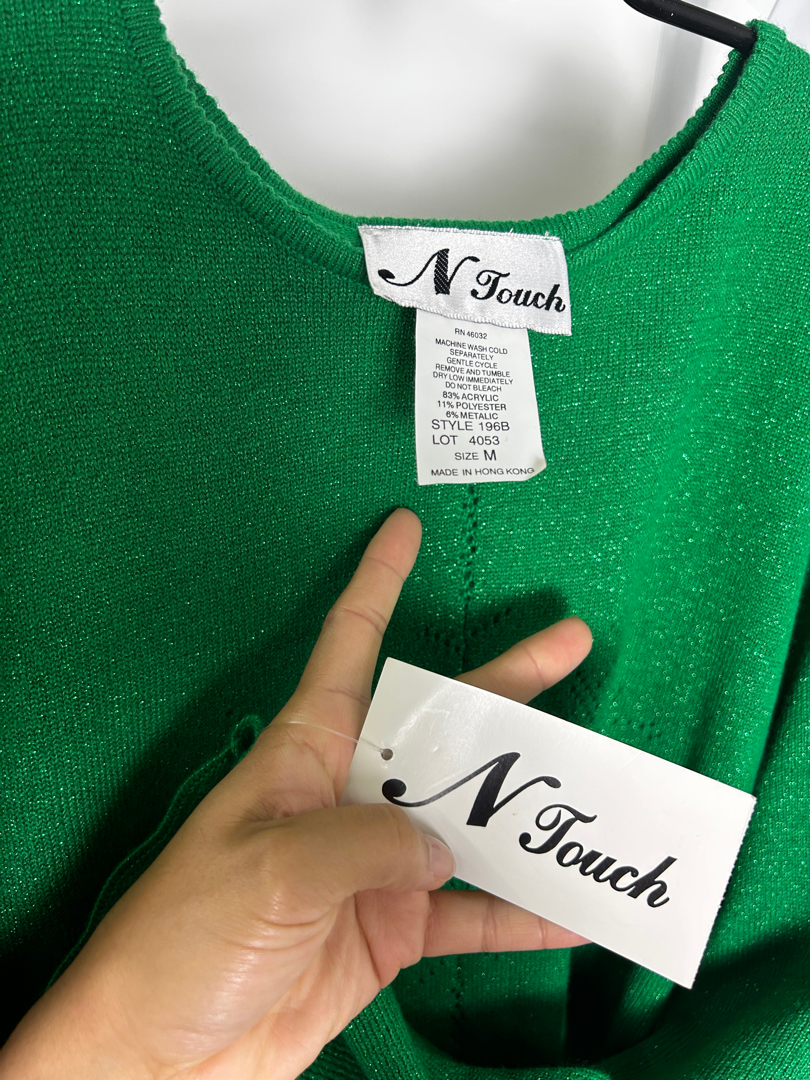 N Touch
RN 46032
MACHINE WASH COLD
SEPARATELY
GENTLE CYCLE
REMOVE AND TUMBLE
DRY LOW IMMEDIATELY
DO NOT BLEACH
83% ACRYLIC
11% POLYESTER
6% METALIC
STYLE 196B
LOT 4053
SIZE M
MADE IN HONG KONG
N Touch